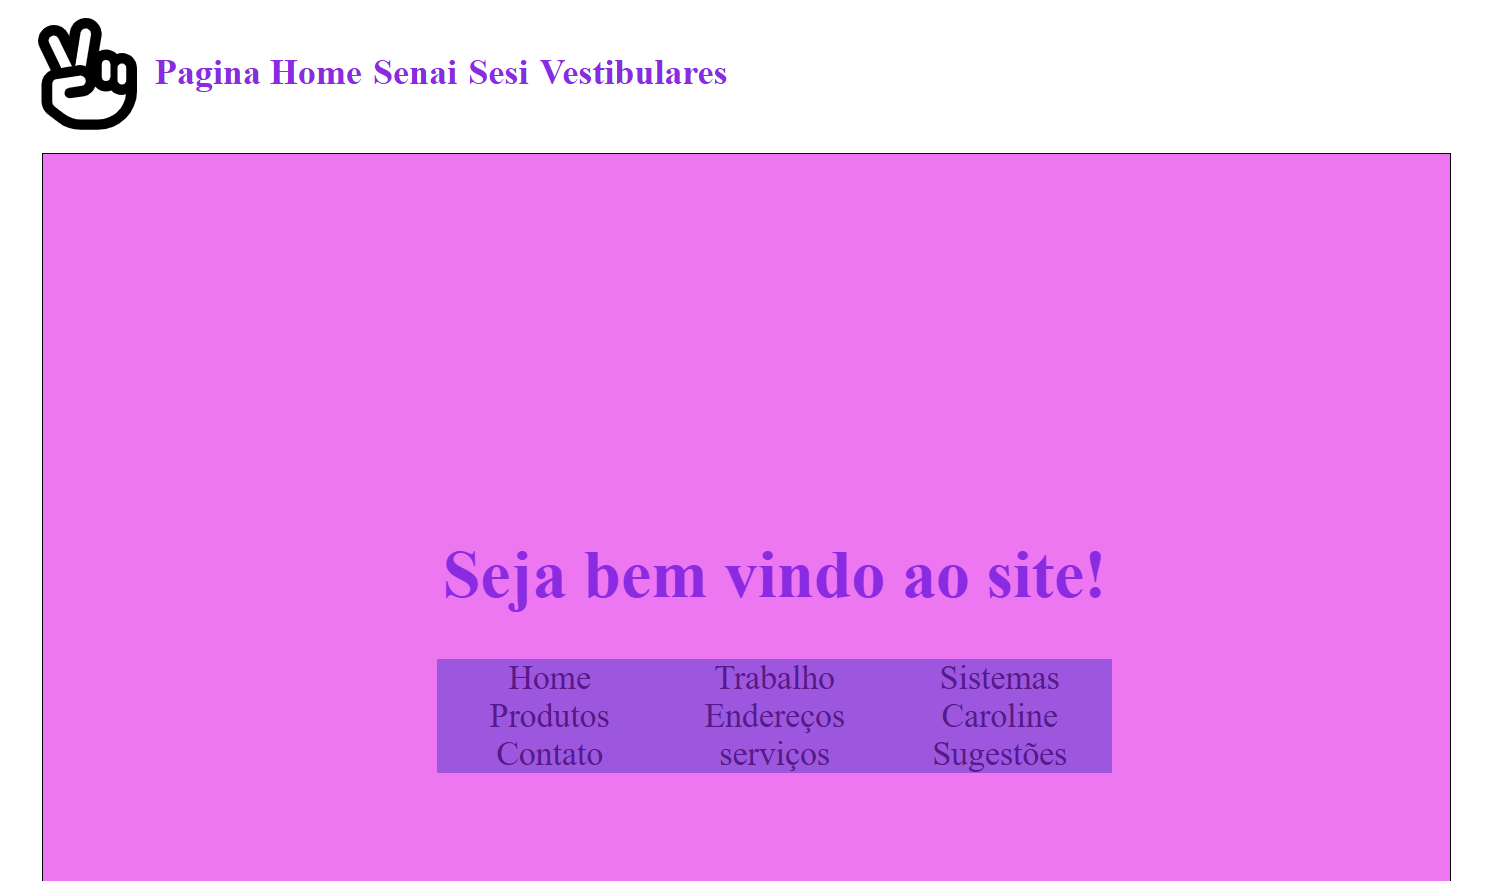 Pagina Home Senai Sesi Vestibulares
Seja bem vindo ao site!
Home Trabalho Sistemas
Produtos Endereços Caroline
Contato serviços Sugestões